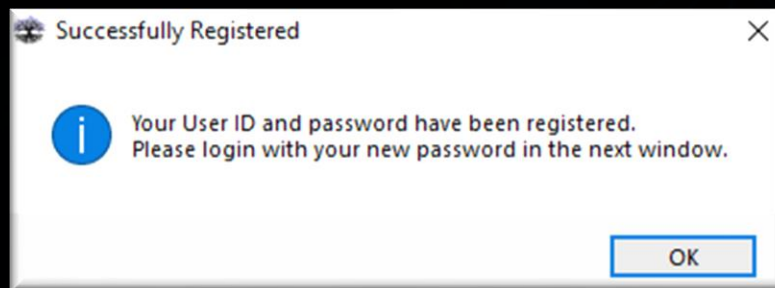 Successfully Registered
Your User ID and password have been registered.
Please login with your new password in the next window.
OK